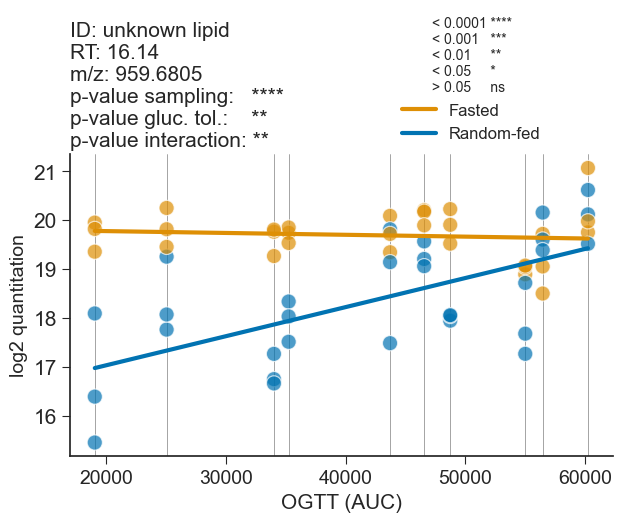 ID: unknown lipid
RT: 16.14
m/z: 959.6805
p-value sampling: ****
p-value gluc. tol.: **
p-value interaction: **
< 0.0001 ****
< 0.001 ***
< 0.01 **
< 0.05 *
> 0.05 ns
Fasted
Random-fed
log2 quantitation
21
20
19
18
17
16
20000 30000 40000 50000 60000
OGTT (AUC)